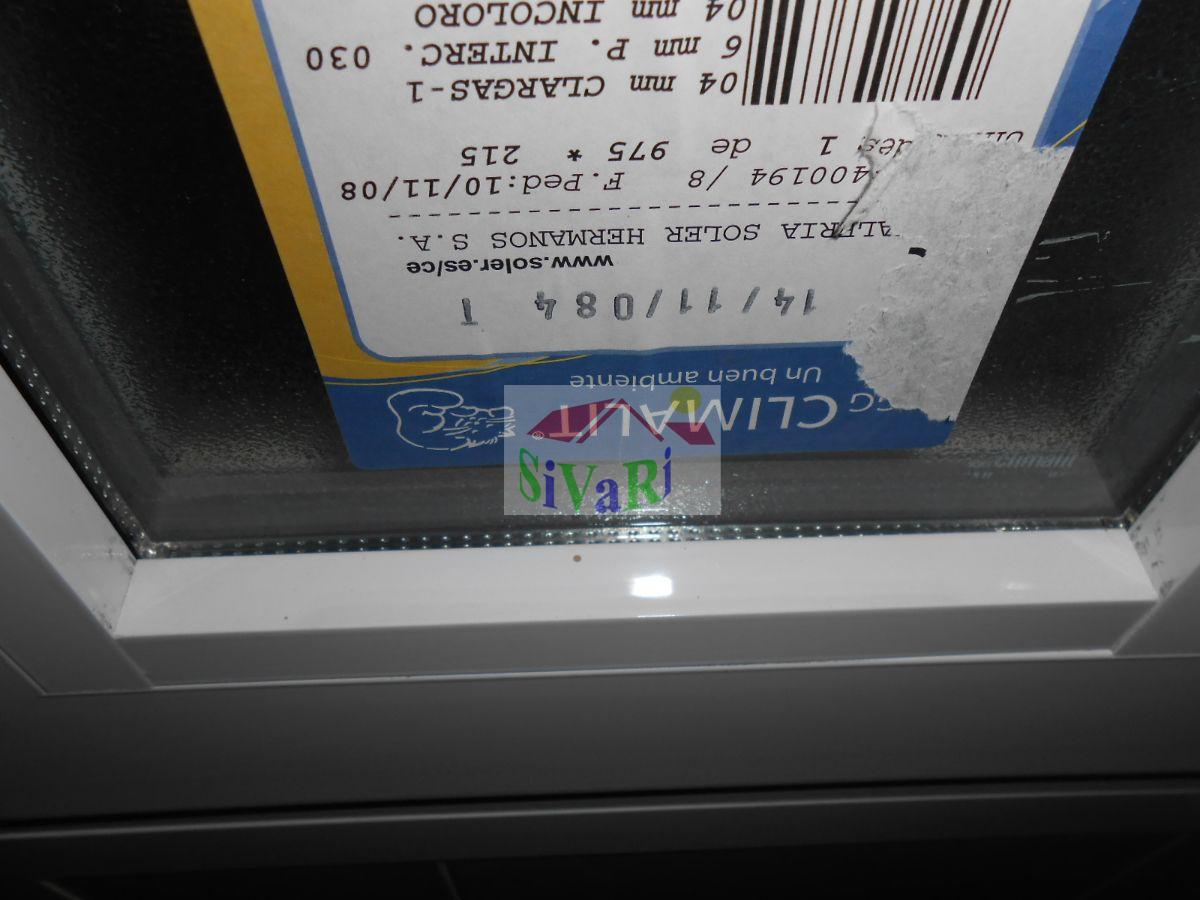 CLIMALIT®
Un buen ambiente
14/11/084 T
www.soler.es/ce
SOLER HERMANOS S.A.
400194 /8 F.Ped:10/11/08
1 de 975 * 215
04 mm CLARGAS-1
6 mm P. INTERC. 030
04 mm INCOLORO
SiVaRi